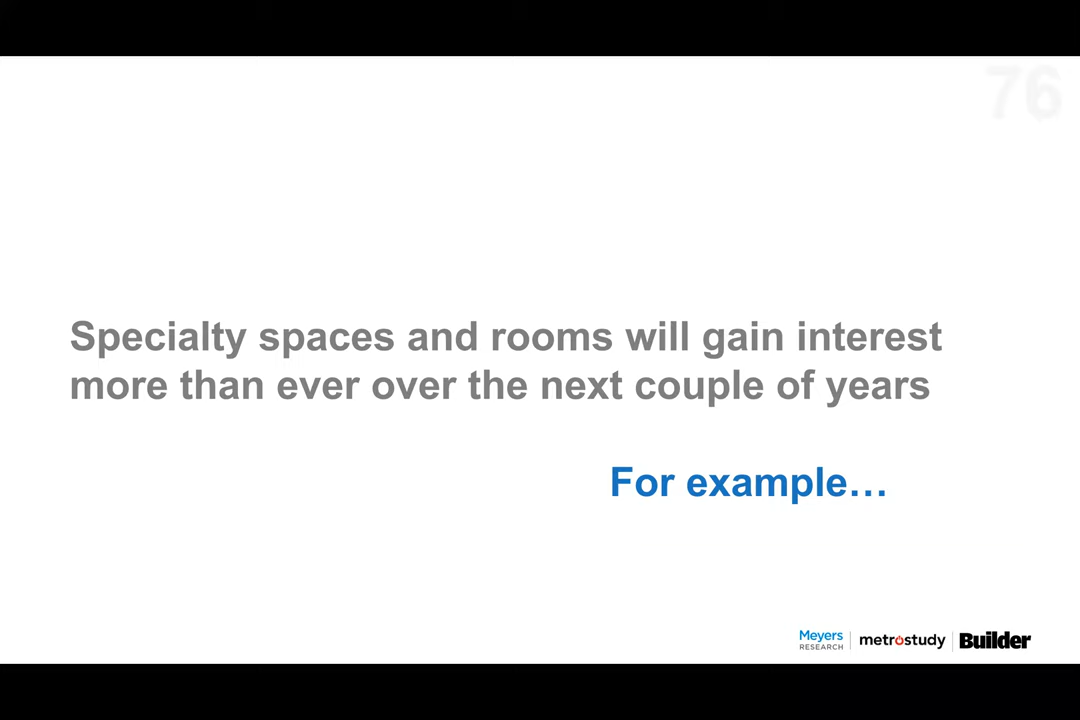 76
Specialty spaces and rooms will gain interest
more than ever over the next couple of years
For example…
Meyers
RESEARCH
metrostudy
Builder